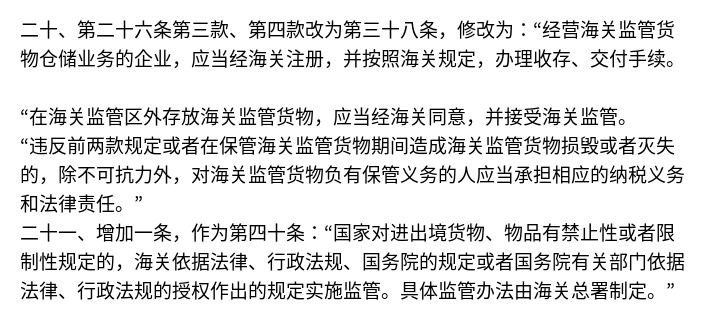 二十、第二十六条第三款、第四款改为第三十八条，修改为：“经营海关监管货
物仓储业务的企业，应当经海关注册，并按照海关规定，办理收存、交付手续。
“在海关监管区外存放海关监管货物，应当经海关同意，并接受海关监管。
“违反前两款规定或者在保管海关监管货物期间造成海关监管货物损毁或者灭失
的，除不可抗力外，对海关监管货物负有保管义务的人应当承担相应的纳税义务
和法律责任。”
二十一、增加一条，作为第四十条：“国家对进出境货物、物品有禁止性或者限
制性规定的，海关依据法律、行政法规、国务院的规定或者国务院有关部门依据
法律、行政法规的授权作出的规定实施监管。具体监管办法由海关总署制定。”